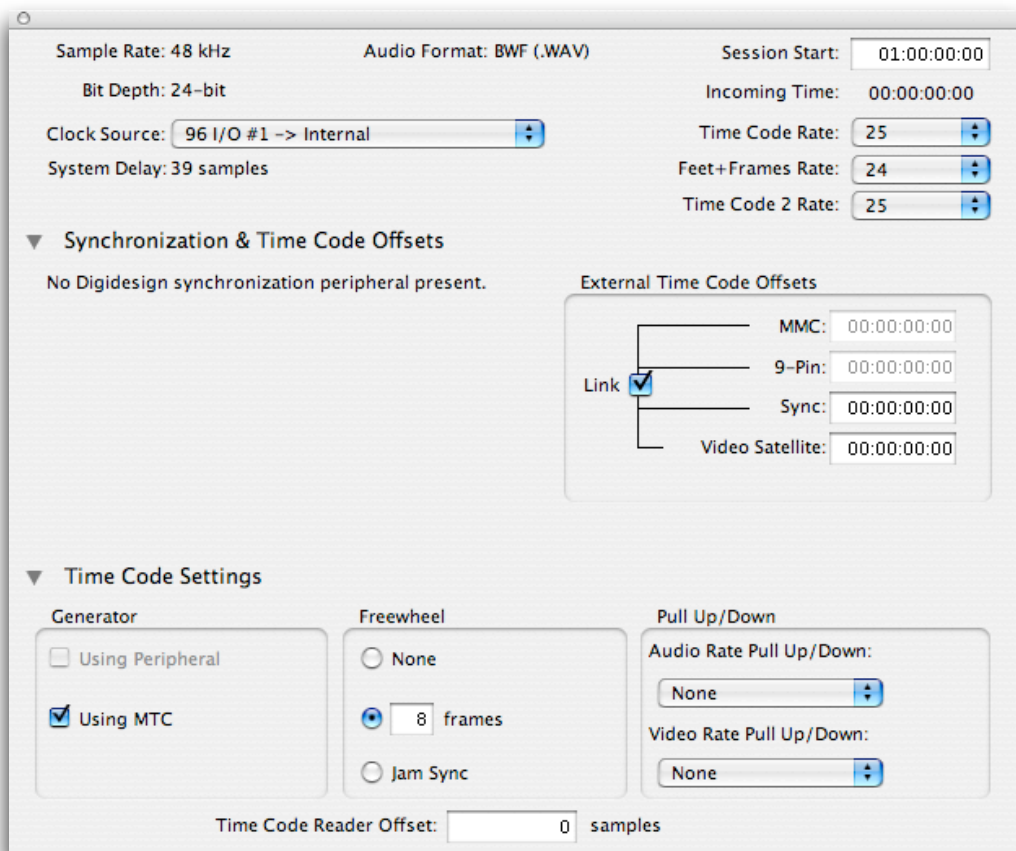 Sample Rate: 48 kHz Audio Format: BWF (.WAV) Session Start: 01:00:00:00
Bit Depth: 24-bit Incoming Time: 00:00:00:00
Clock Source: 96 I/O #1 -> Internal Time Code Rate: 25
System Delay: 39 samples Feet+Frames Rate: 24
Time Code 2 Rate: 25
Synchronization & Time Code Offsets
No Digidesign synchronization peripheral present. External Time Code Offsets
MMC: 00:00:00:00
9-Pin: 00:00:00:00
Link
Sync: 00:00:00:00
Video Satellite: 00:00:00:00
Time Code Settings
Generator Freewheel Pull Up/Down
Using Peripheral None Audio Rate Pull Up/Down:
None
Using MTC 8 frames Video Rate Pull Up/Down:
Jam Sync None
Time Code Reader Offset: 0 samples